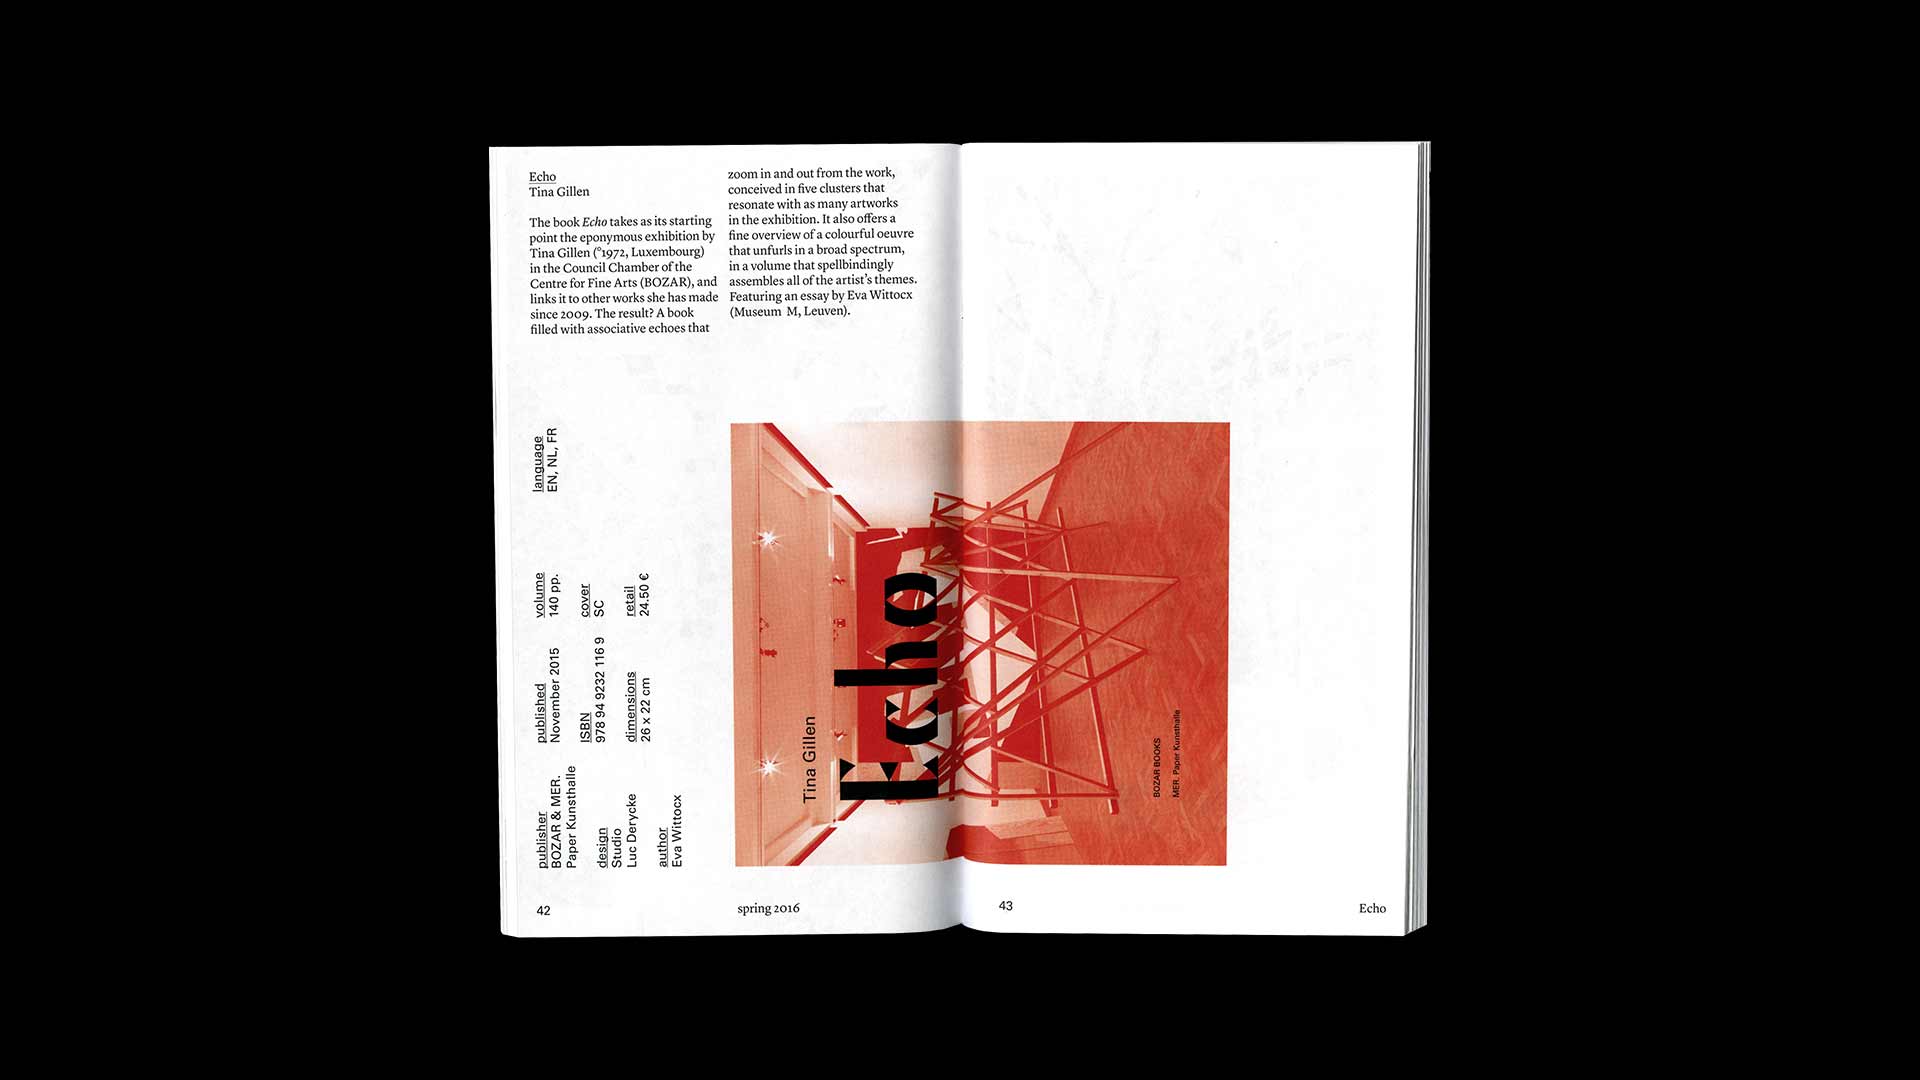 Echo
Tina Gillen
The book Echo takes as its starting
point the eponymous exhibition by
Tina Gillen (°1972, Luxembourg)
in the Council Chamber of the
Centre for Fine Arts (BOZAR), and
links it to other works she has made
since 2009. The result? A book
filled with associative echoes that
zoom in and out from the work,
conceived in five clusters that
resonate with as many artworks
in the exhibition. It also offers a
fine overview of a colourful oeuvre
that unfurls in a broad spectrum,
in a volume that spellbindingly
assembles all of the artist's themes.
Featuring an essay by Eva Wittocx
(Museum M, Leuven).
publisher
BOZAR & MER.
Paper Kunsthalle
design
Studio
Luc Derycke
author
Eva Wittocx
published
November 2015
ISBN
978 94 9232 116 9
dimensions
26 x 22 cm
volume
140 pp.
cover
SC
retail
24.50 €
language
EN, NL, FR
Tina Gillen
Echo
BOZAR BOOKS
MER. Paper Kunsthalle
42
spring 2016
43
Echo